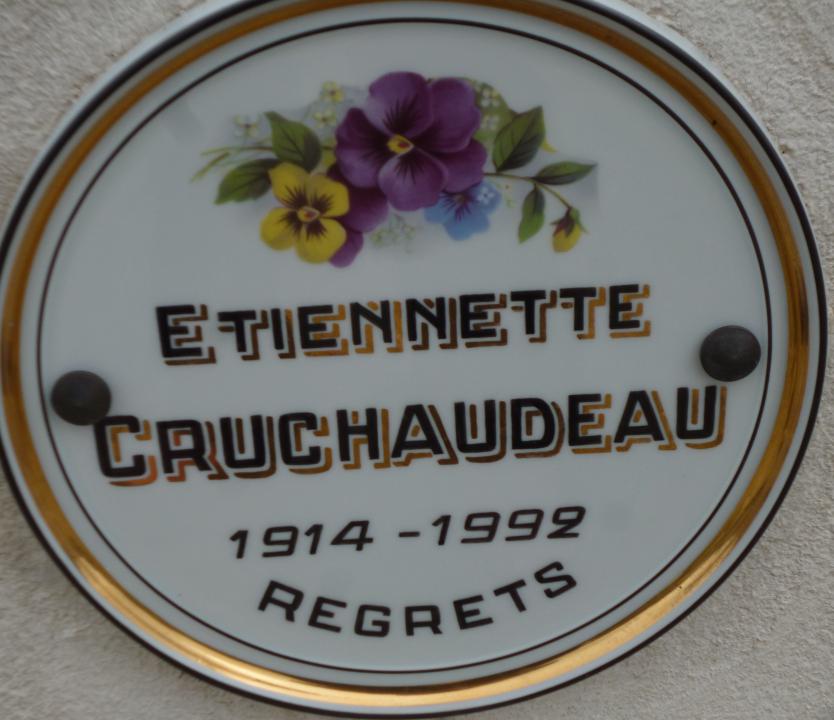 ETIENNETTE
CRUCHAUDEAU
1914 - 1992
REGRETS